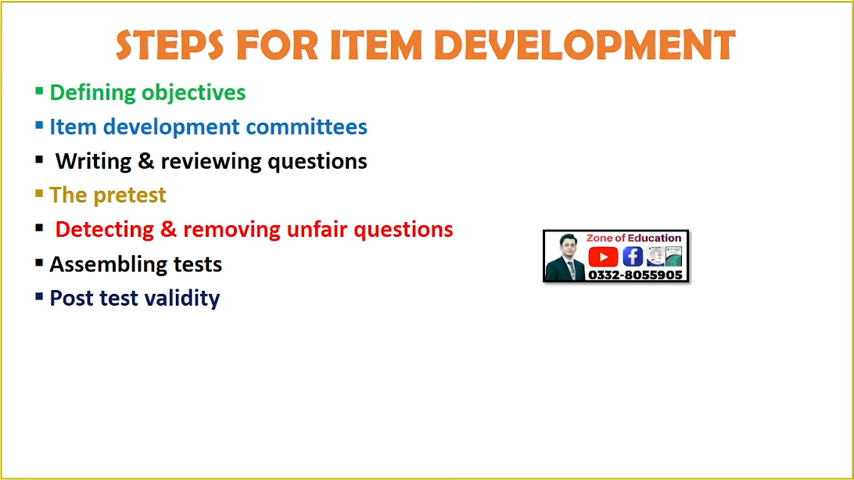 STEPS FOR ITEM DEVELOPMENT
▪ Defining objectives
▪ Item development committees
▪ Writing & reviewing questions
▪ The pretest
▪ Detecting & removing unfair questions
▪ Assembling tests
▪ Post test validity
Zone of Education
0332-8055905